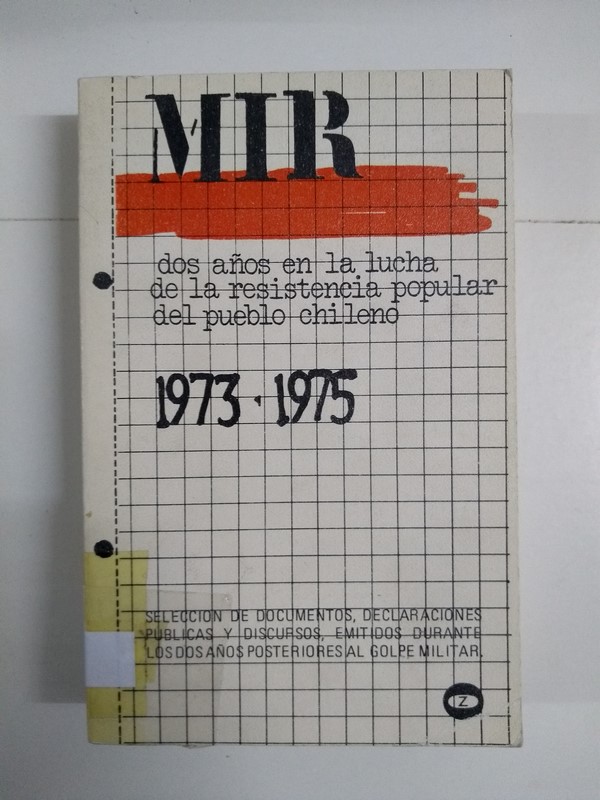 MIR
dos años en la lucha
de la resistencia popular
del pueblo chileno
1973·1975
SELECCION DE DOCUMENTOS, DECLARACIONES
PUBLICAS Y DISCURSOS, EMITIDOS DURANTE
LOS DOS AÑOS POSTERIORES AL GOLPE MILITAR.
Z